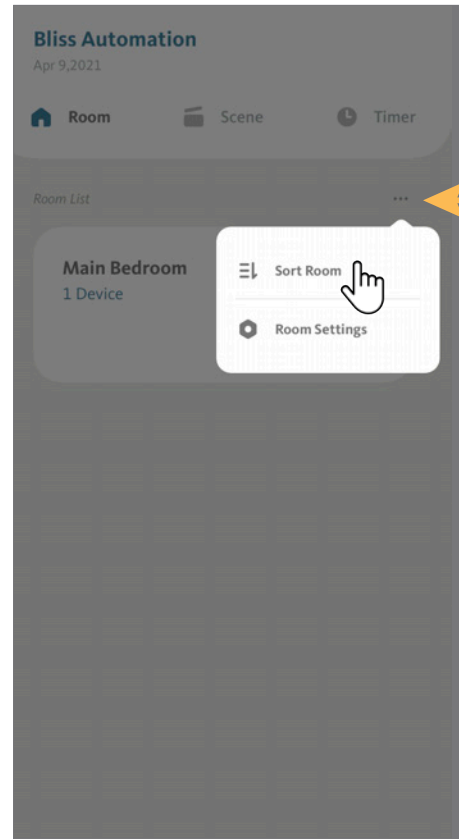 Bliss Automation
Apr 9,2021
Room Scene Timer
Room List
Main Bedroom
1 Device
Sort Room
Room Settings